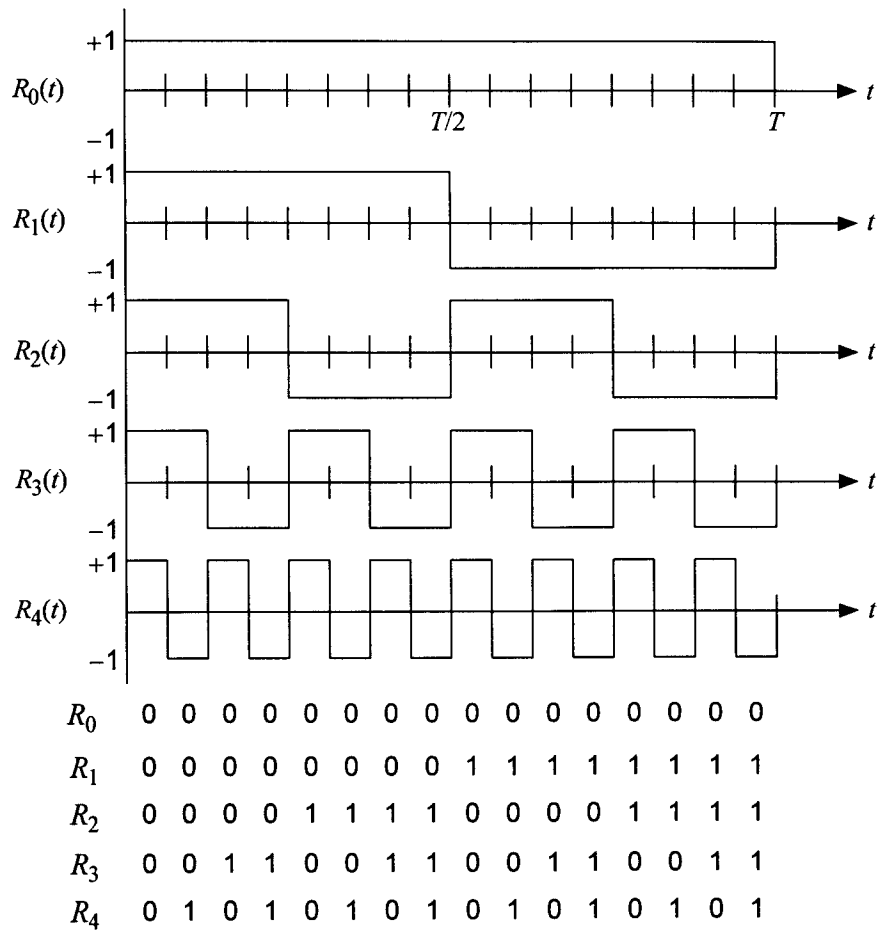 +1
R0(t) t
T/2 T
−1
+1
R1(t) t
−1
+1
R2(t) t
−1
+1
R3(t) t
−1
+1
R4(t) t
−1
R0 0 0 0 0 0 0 0 0 0 0 0 0 0 0 0 0
R1 0 0 0 0 0 0 0 0 1 1 1 1 1 1 1 1
R2 0 0 0 0 1 1 1 1 0 0 0 0 1 1 1 1
R3 0 0 1 1 0 0 1 1 0 0 1 1 0 0 1 1
R4 0 1 0 1 0 1 0 1 0 1 0 1 0 1 0 1